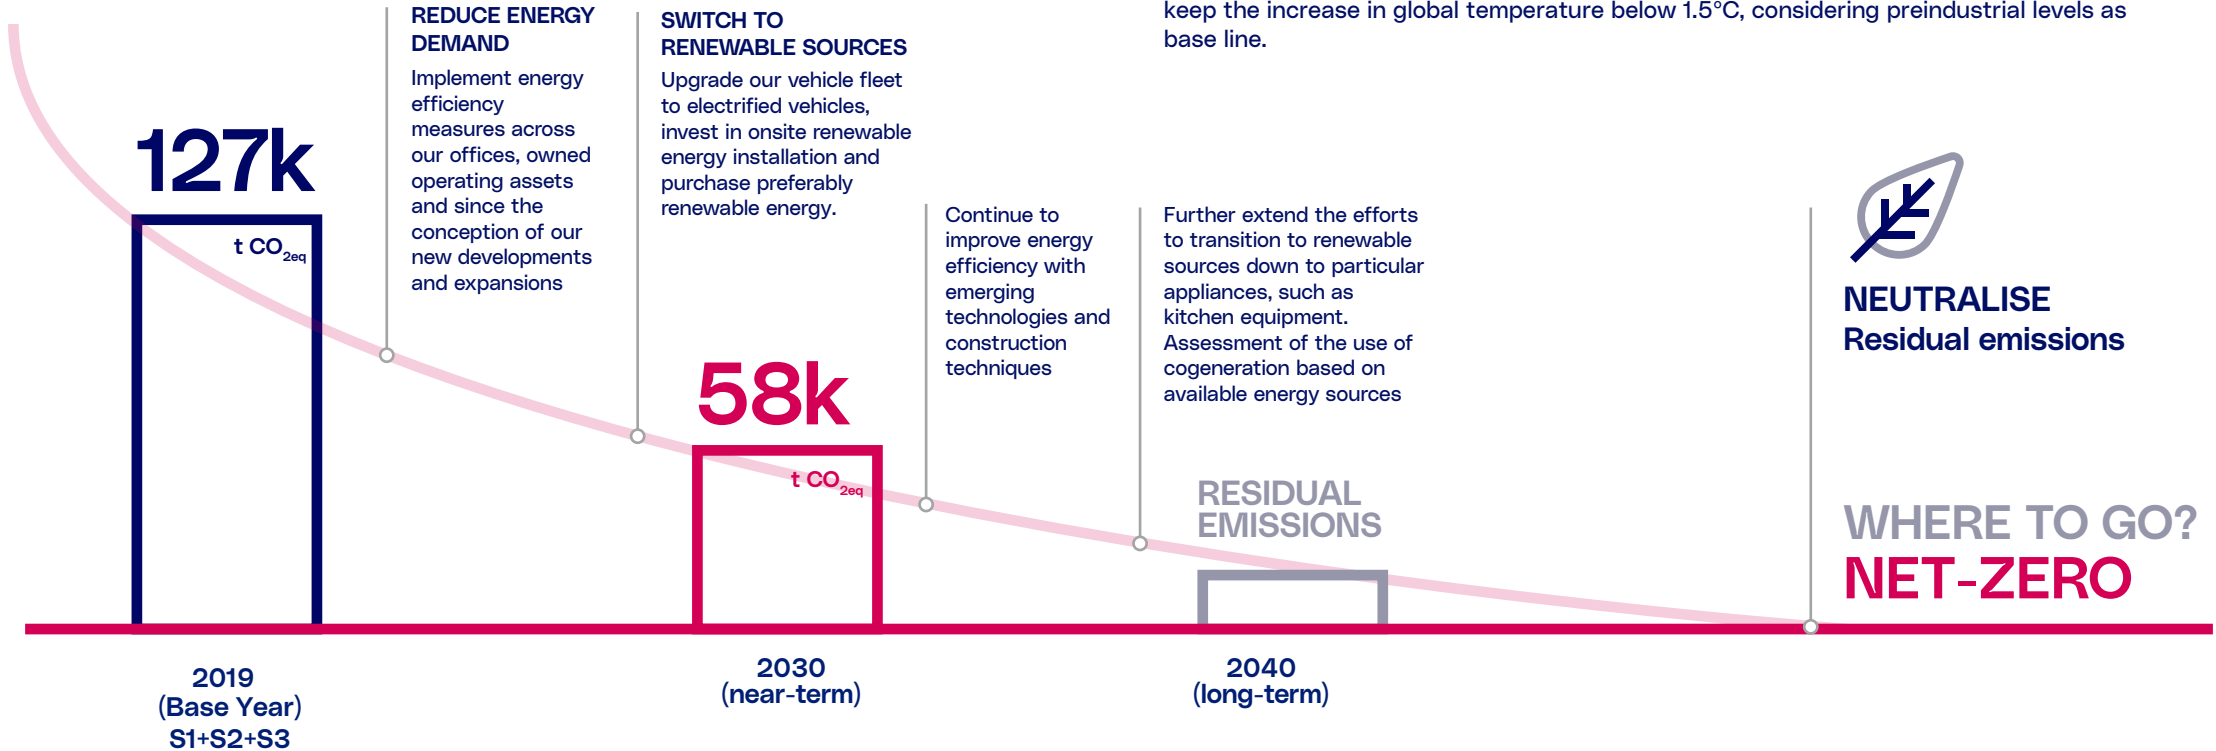 keep the increase in global temperature below 1.5°C, considering preindustrial levels as
base line.
REDUCE ENERGY
DEMAND
Implement energy
efficiency
measures across
our offices, owned
operating assets
and since the
conception of our
new developments
and expansions
SWITCH TO
RENEWABLE SOURCES
Upgrade our vehicle fleet
to electrified vehicles,
invest in onsite renewable
energy installation and
purchase preferably
renewable energy.
127k
t CO2eq
58k
t CO2eq
Continue to
improve energy
efficiency with
emerging
technologies and
construction
techniques
Further extend the efforts
to transition to renewable
sources down to particular
appliances, such as
kitchen equipment.
Assessment of the use of
cogeneration based on
available energy sources
RESIDUAL
EMISSIONS
NEUTRALISE
Residual emissions
WHERE TO GO?
NET-ZERO
2019
(Base Year)
S1+S2+S3
2030
(near-term)
2040
(long-term)